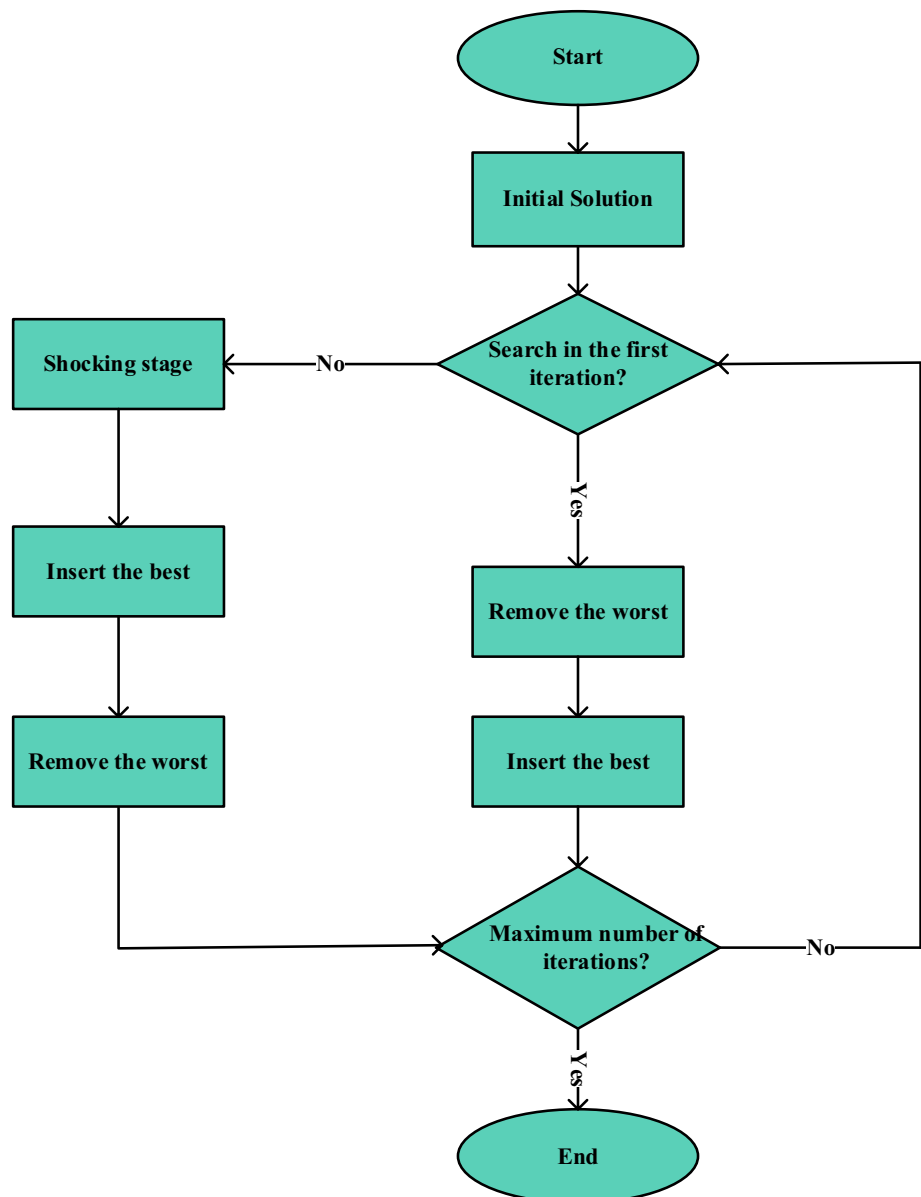 Start
Initial Solution
Search in the first
iteration?
No
Shocking stage
Yes
Insert the best
Remove the worst
Remove the worst
Insert the best
Maximum number of
iterations?
No
Yes
End